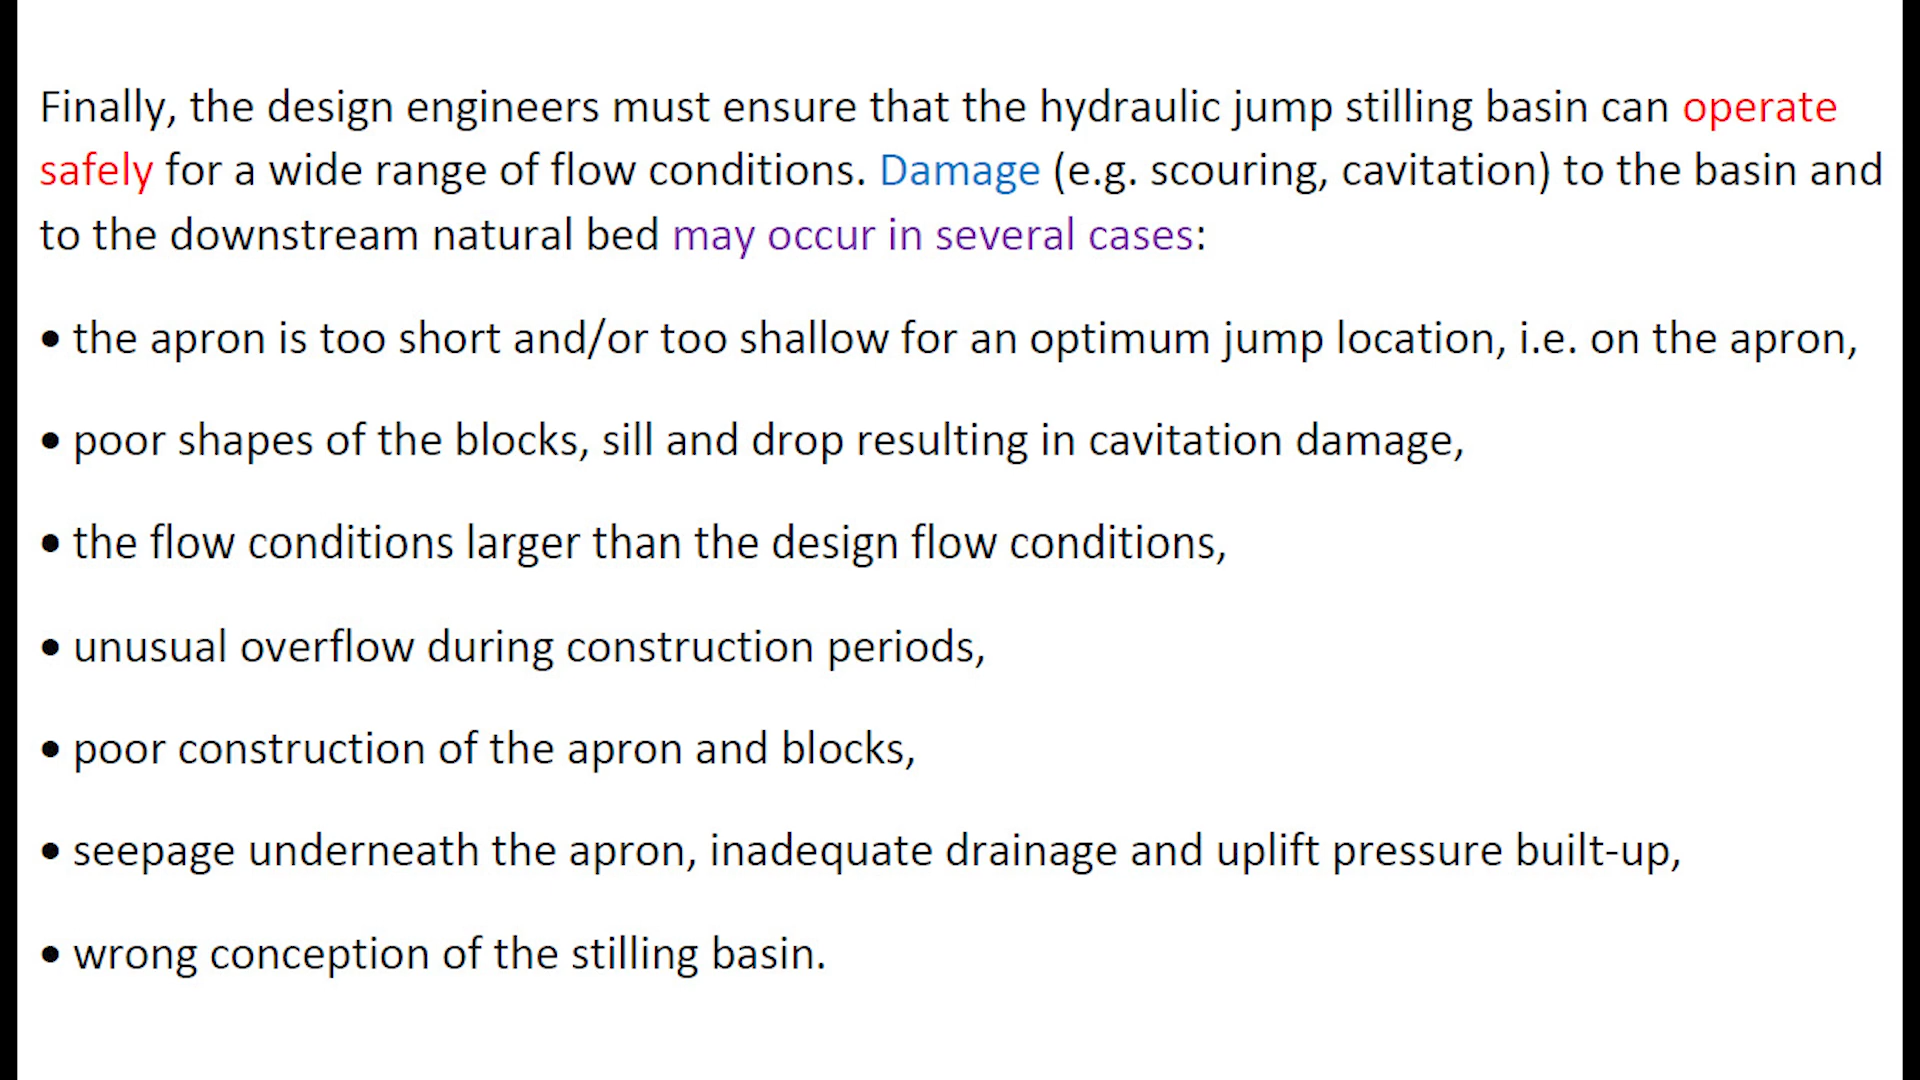 Finally, the design engineers must ensure that the hydraulic jump stilling basin can operate
safely for a wide range of flow conditions. Damage (e.g. scouring, cavitation) to the basin and
to the downstream natural bed may occur in several cases:
• the apron is too short and/or too shallow for an optimum jump location, i.e. on the apron,
• poor shapes of the blocks, sill and drop resulting in cavitation damage,
• the flow conditions larger than the design flow conditions,
• unusual overflow during construction periods,
• poor construction of the apron and blocks,
• seepage underneath the apron, inadequate drainage and uplift pressure built-up,
• wrong conception of the stilling basin.